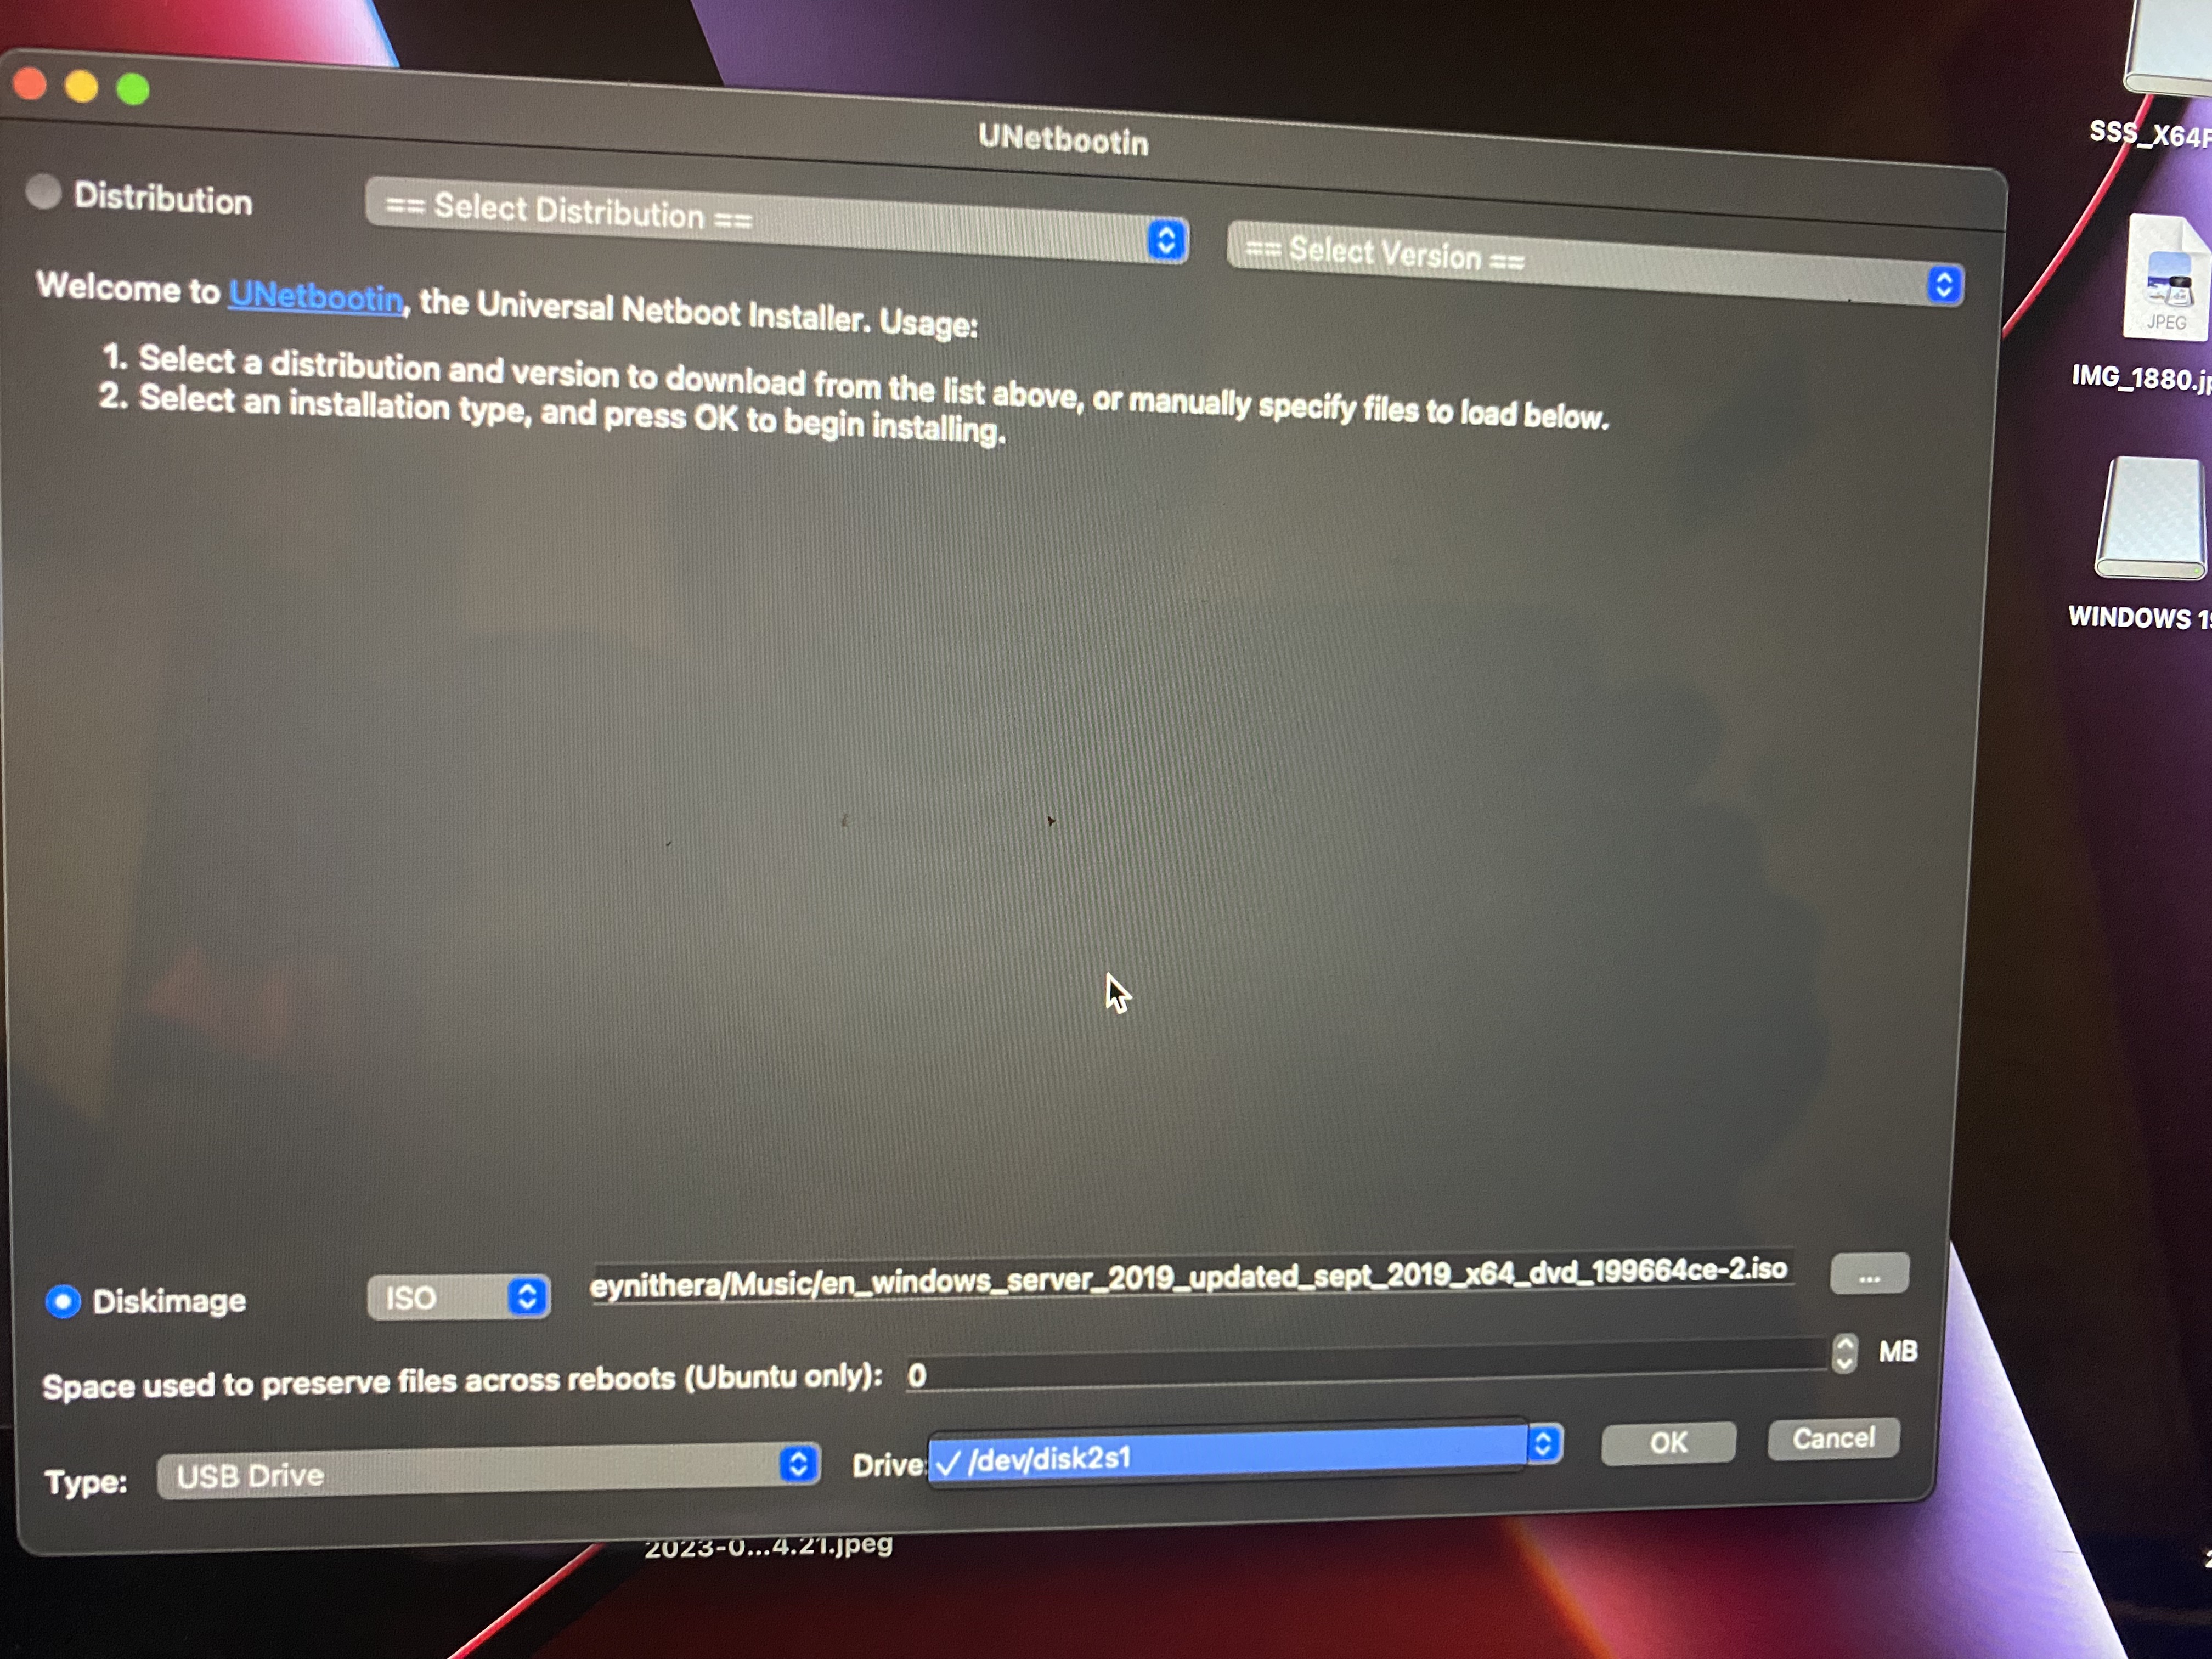 UNetbootin
Distribution
== Select Distribution ==
== Select Version ==
Welcome to UNetbootin, the Universal Netboot Installer. Usage:
1. Select a distribution and version to download from the list above, or manually specify files to load below.
2. Select an installation type, and press OK to begin installing.
SSS_X64F
JPEG
IMG_1880.jp
WINDOWS 19
Diskimage
ISO
eynithera/Music/en_windows_server_2019_updated_sept_2019_x64_dvd_199664ce-2.iso
...
Space used to preserve files across reboots (Ubuntu only): 0
MB
Type:
USB Drive
Drive:
✓ /dev/disk2s1
OK
Cancel
2023-0...4.21.jpeg